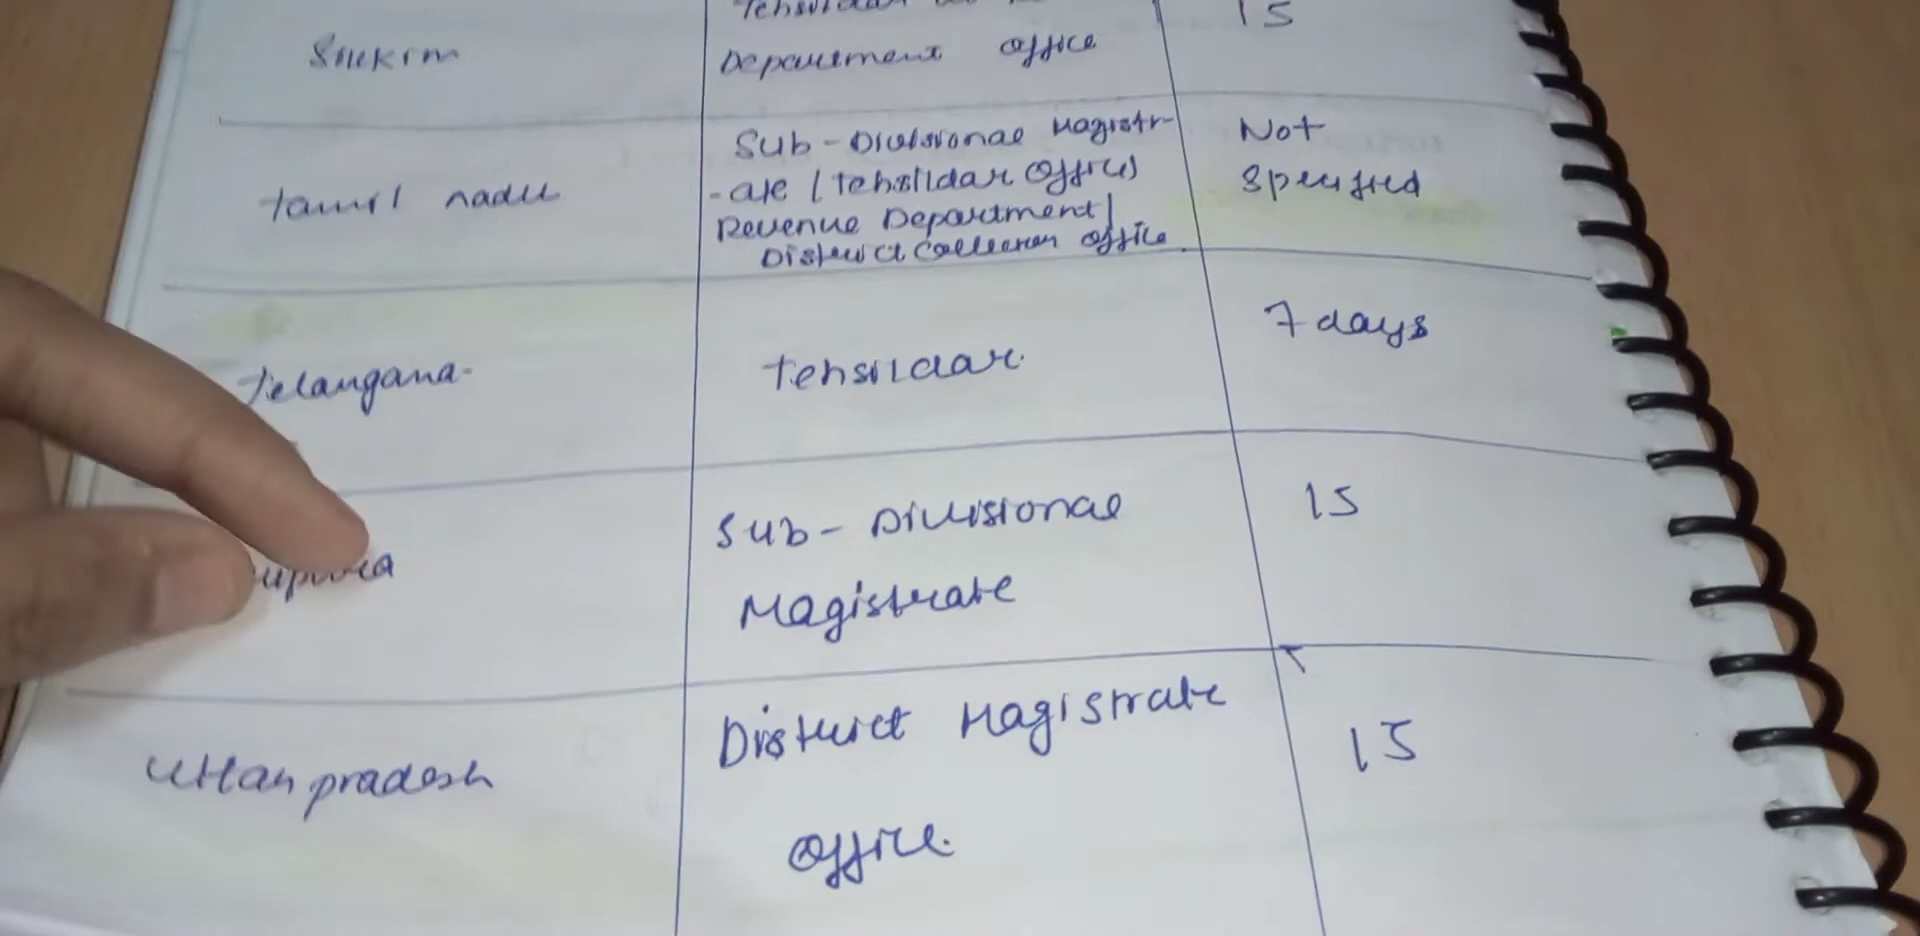 15
Sikkim
Department office
Sub-Divisional Magistr-
-ate (Tehsildar office)
Revenue Department/
District Collector office
Tamil nadu
Not
Specified
Telangana
Tehsildar
7 days
Sub-Divisional
Magistrate
15
Uttar pradesh
District Magistrate
office
15